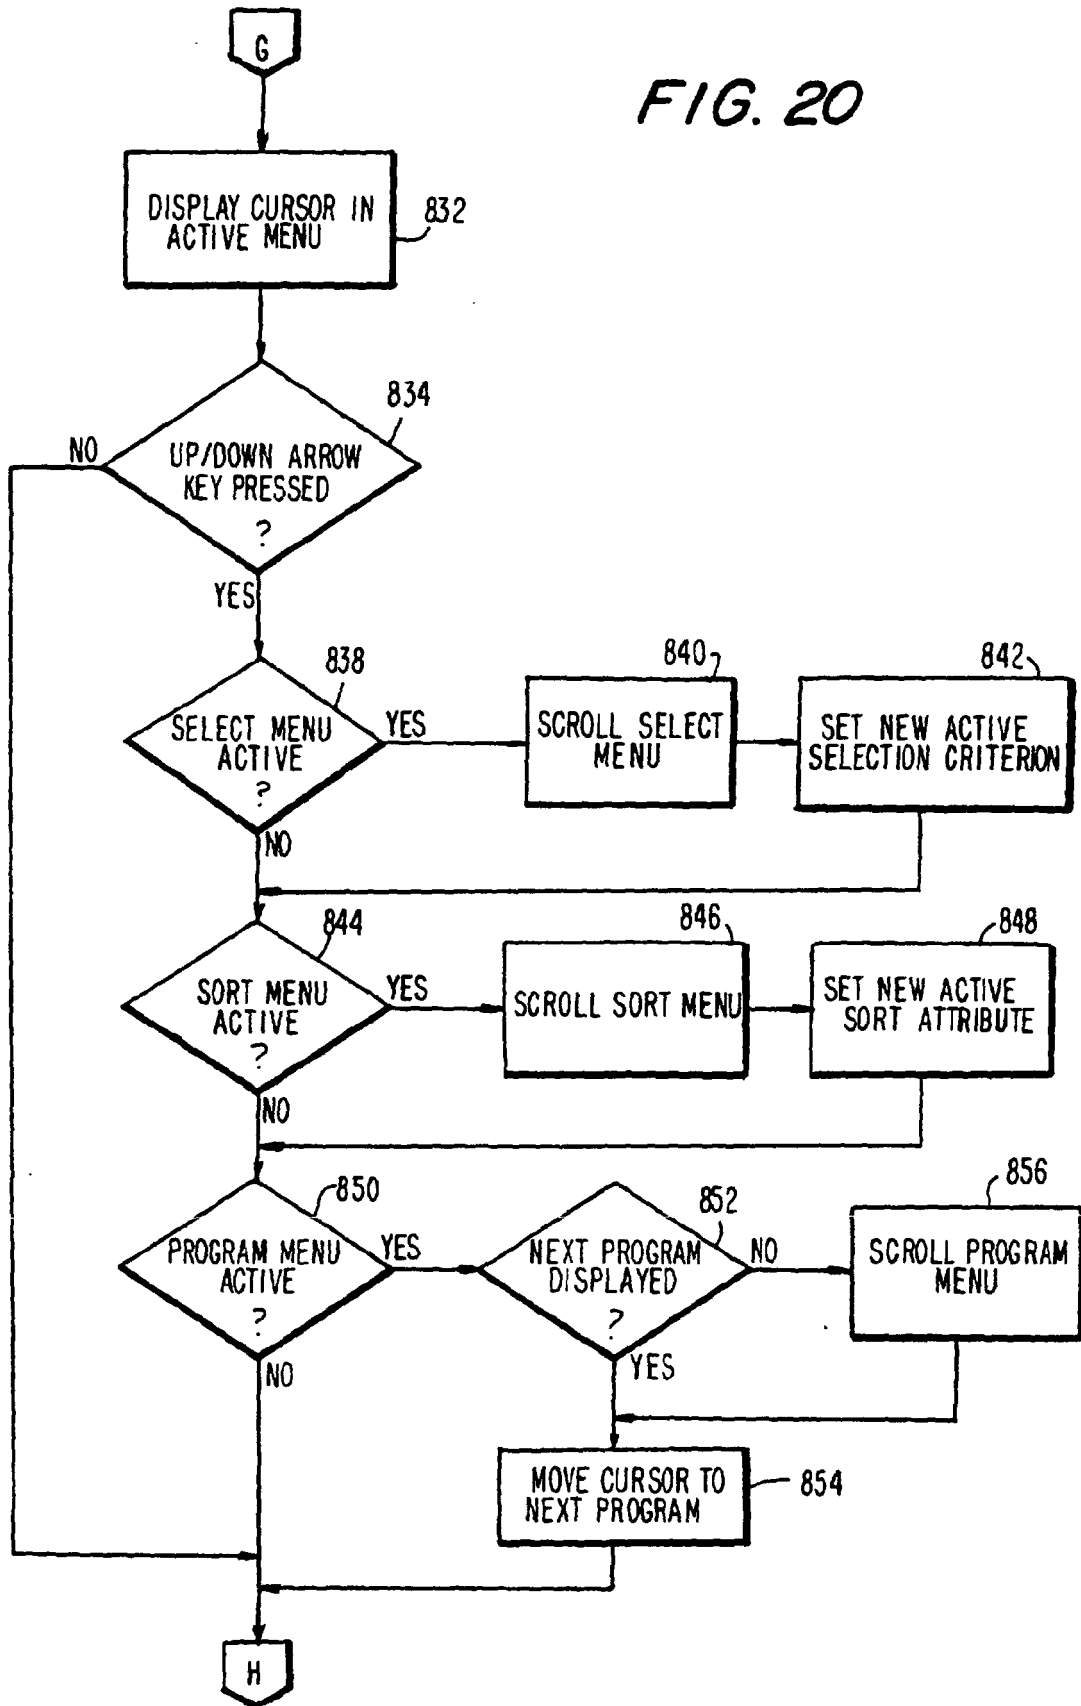 G
FIG. 20
DISPLAY CURSOR IN
ACTIVE MENU
832
834
NO
UP/DOWN ARROW
KEY PRESSED
?
YES
838
SELECT MENU
ACTIVE
?
YES
840
SCROLL SELECT
MENU
842
SET NEW ACTIVE
SELECTION CRITERION
NO
844
SORT MENU
ACTIVE
?
YES
846
SCROLL SORT MENU
848
SET NEW ACTIVE
SORT ATTRIBUTE
NO
850
PROGRAM MENU
ACTIVE
?
YES
852
NEXT PROGRAM
DISPLAYED
?
NO
856
SCROLL PROGRAM
MENU
NO
YES
MOVE CURSOR TO
NEXT PROGRAM
854
H